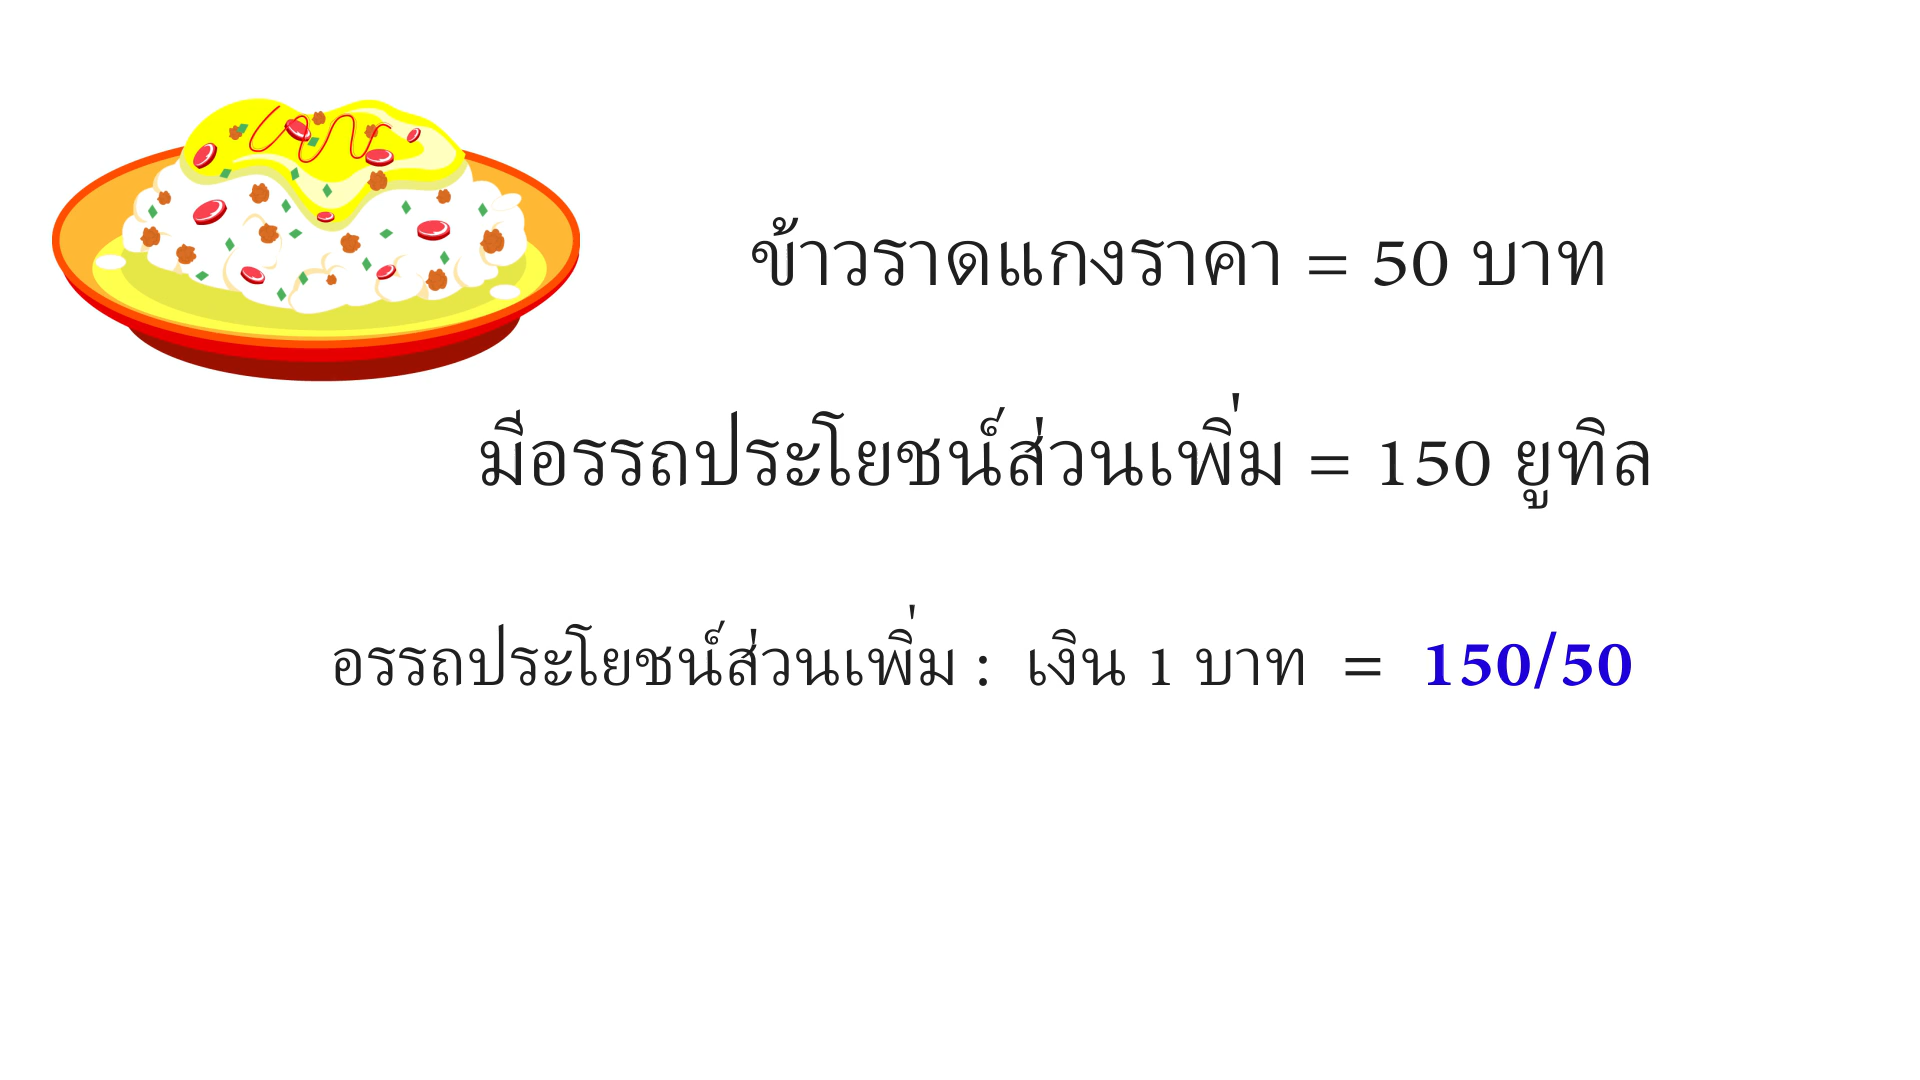 ข้าวราดแกงราคา = 50 บาท
มีอรรถประโยชน์ส่วนเพิ่ม = 150 ยูทิล
อรรถประโยชน์ส่วนเพิ่ม : เงิน 1 บาท = 150/50